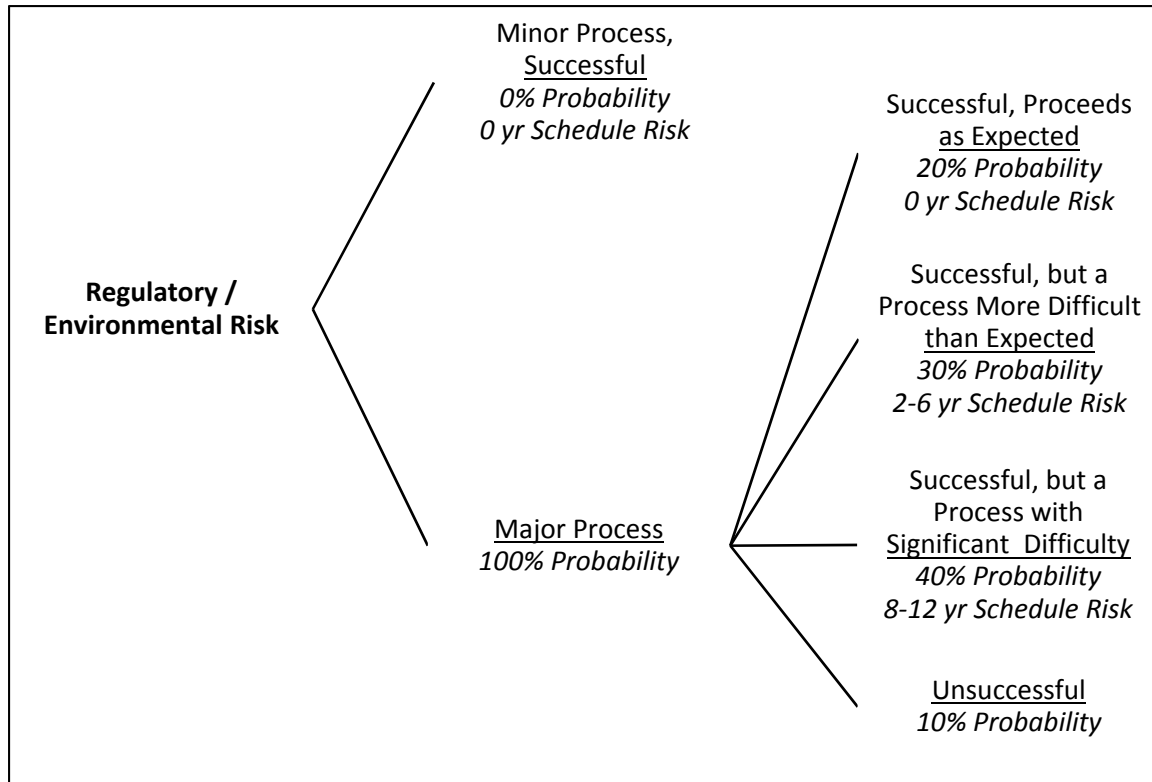 Minor Process,
Successful
0% Probability
0 yr Schedule Risk
Regulatory /
Environmental Risk
Major Process
100% Probability
Successful, Proceeds
as Expected
20% Probability
0 yr Schedule Risk
Successful, but a
Process More Difficult
than Expected
30% Probability
2-6 yr Schedule Risk
Successful, but a
Process with
Significant  Difficulty
40% Probability
8-12 yr Schedule Risk
Unsuccessful
10% Probability